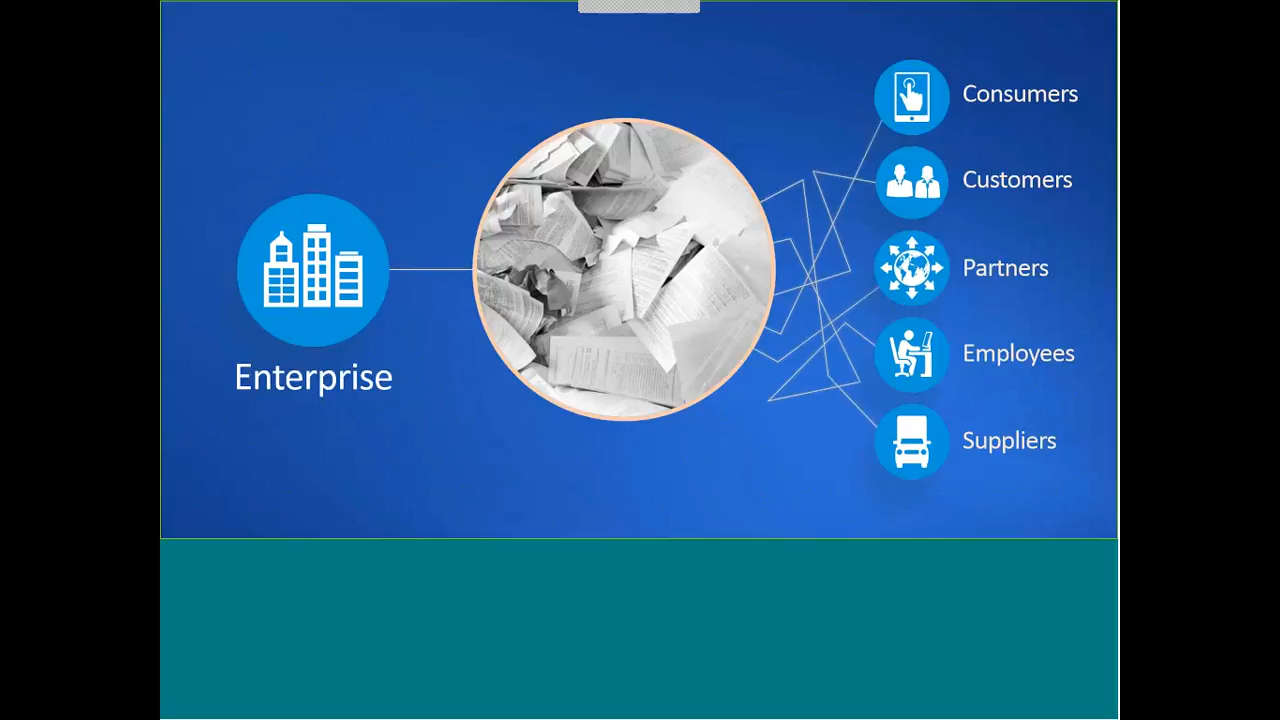 Consumers
Customers
Partners
Employees
Suppliers
Enterprise